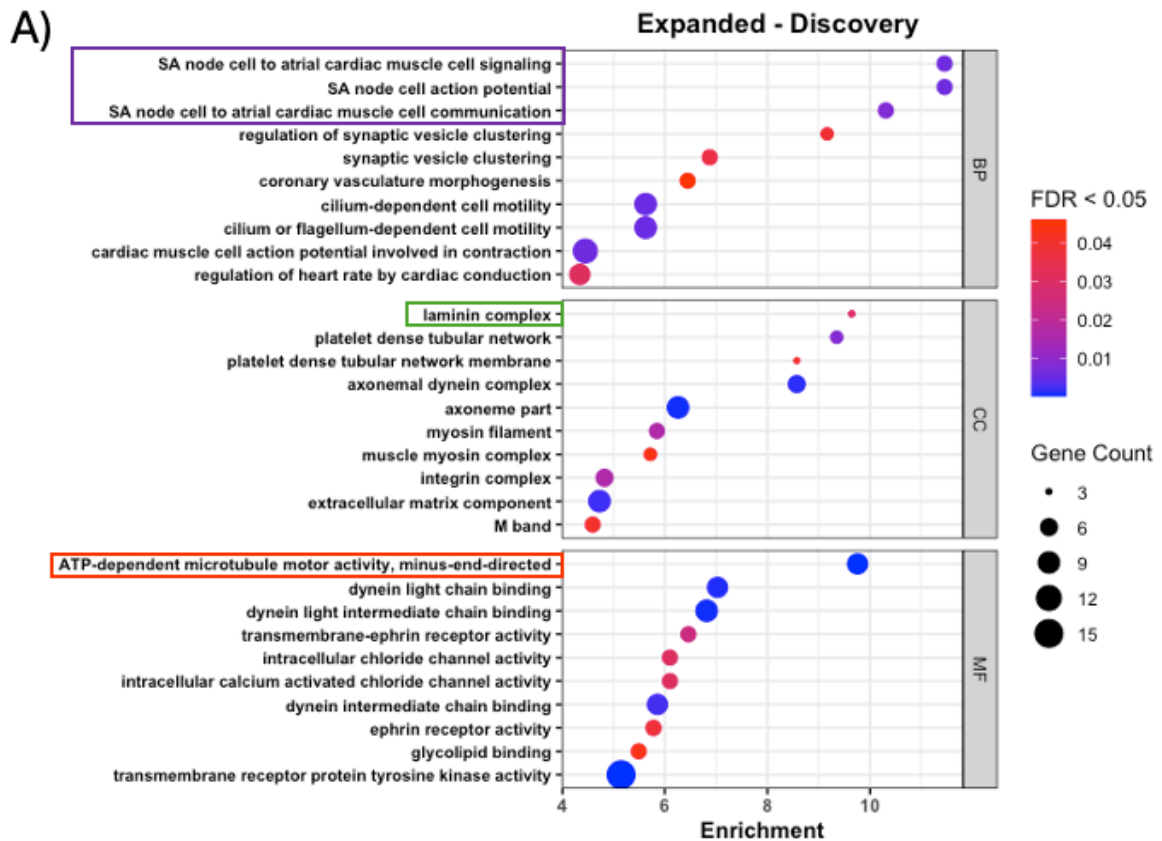 A)
Expanded - Discovery
SA node cell to atrial cardiac muscle cell signaling
SA node cell action potential
SA node cell to atrial cardiac muscle cell communication
regulation of synaptic vesicle clustering
synaptic vesicle clustering
coronary vasculature morphogenesis
cilium-dependent cell motility
cilium or flagellum-dependent cell motility
cardiac muscle cell action potential involved in contraction
regulation of heart rate by cardiac conduction
BP
laminin complex
platelet dense tubular network
platelet dense tubular network membrane
axonemal dynein complex
axoneme part
myosin filament
muscle myosin complex
integrin complex
extracellular matrix component
M band
CC
ATP-dependent microtubule motor activity, minus-end-directed
dynein light chain binding
dynein light intermediate chain binding
transmembrane-ephrin receptor activity
intracellular chloride channel activity
intracellular calcium activated chloride channel activity
dynein intermediate chain binding
ephrin receptor activity
glycolipid binding
transmembrane receptor protein tyrosine kinase activity
MF
4 6 8 10
Enrichment
FDR < 0.05
0.04
0.03
0.02
0.01
Gene Count
3
6
9
12
15